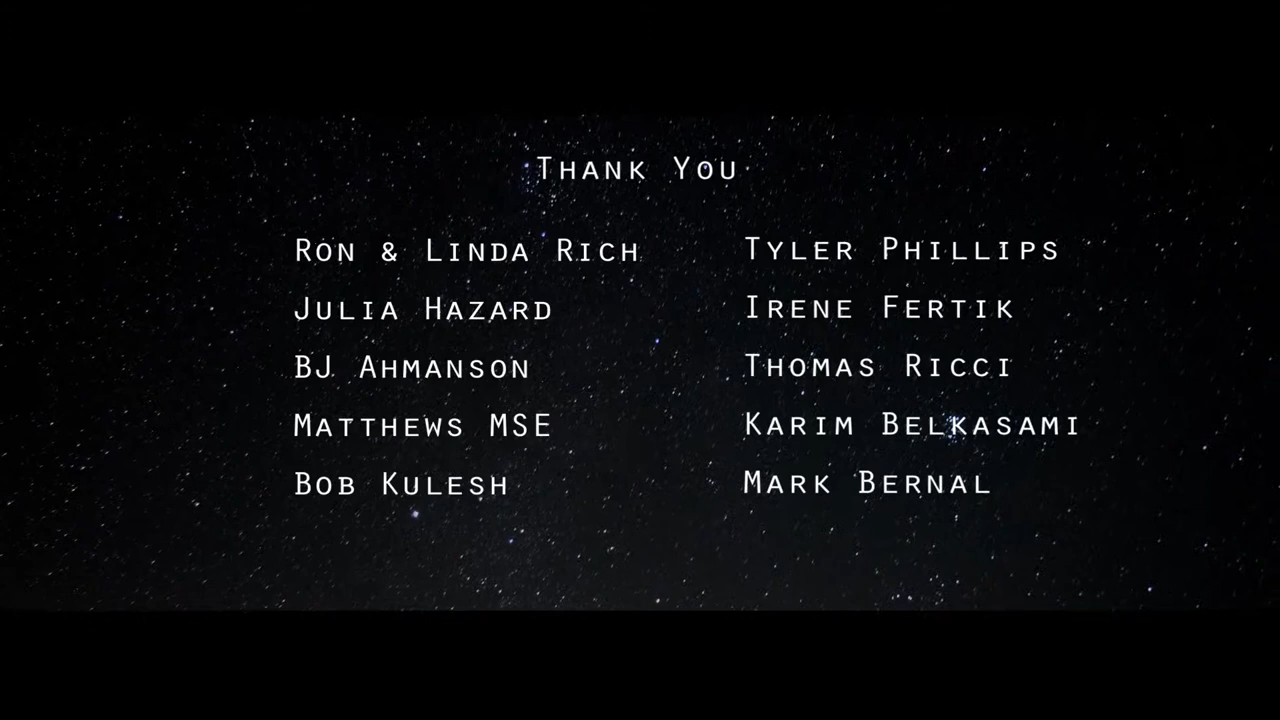 Thank You
Ron & Linda Rich
Julia Hazard
BJ Ahmanson
Matthews MSE
Bob Kulesh
Tyler Phillips
Irene Fertik
Thomas Ricci
Karim Belkasami
Mark Bernal